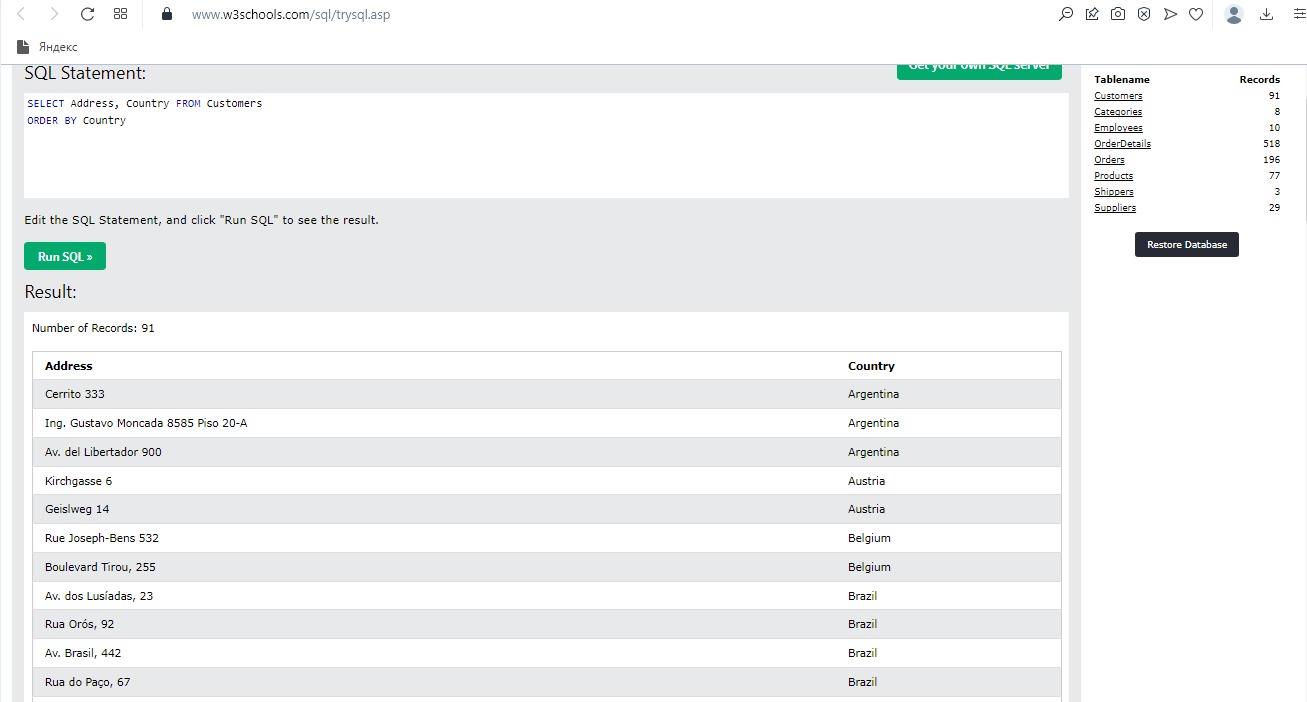 www.w3schools.com/sql/trysql.asp
Яндекс
SQL Statement:
Get your own SQL server
SELECT Address, Country FROM Customers
ORDER BY Country
Edit the SQL Statement, and click "Run SQL" to see the result.
Run SQL »
Result:
Number of Records: 91
Address Country
Cerrito 333 Argentina
Ing. Gustavo Moncada 8585 Piso 20-A Argentina
Av. del Libertador 900 Argentina
Kirchgasse 6 Austria
Geislweg 14 Austria
Rue Joseph-Bens 532 Belgium
Boulevard Tirou, 255 Belgium
Av. dos Lusíadas, 23 Brazil
Rua Orós, 92 Brazil
Av. Brasil, 442 Brazil
Rua do Paço, 67 Brazil
Tablename Records
Customers 91
Categories 8
Employees 10
OrderDetails 518
Orders 196
Products 77
Shippers 3
Suppliers 29
Restore Database